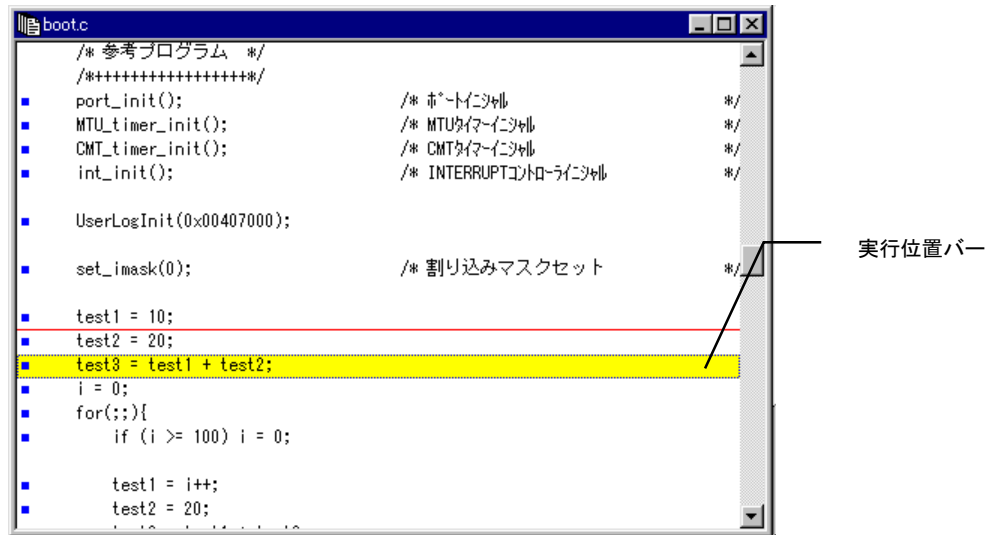 boot.c
/* 参考プログラム */
/*+++++++++++++++++*/
port_init(); /* ポートイニシャル */
MTU_timer_init(); /* MTUタイマーイニシャル */
CMT_timer_init(); /* CMTタイマーイニシャル */
int_init(); /* INTERRUPTコントローライニシャル */
UserLogInit(0x00407000);
set_imask(0); /* 割り込みマスクセット */
実行位置バー
test1 = 10;
test2 = 20;
test3 = test1 + test2;
i = 0;
for(;;){
if (i >= 100) i = 0;
test1 = i++;
test2 = 20;